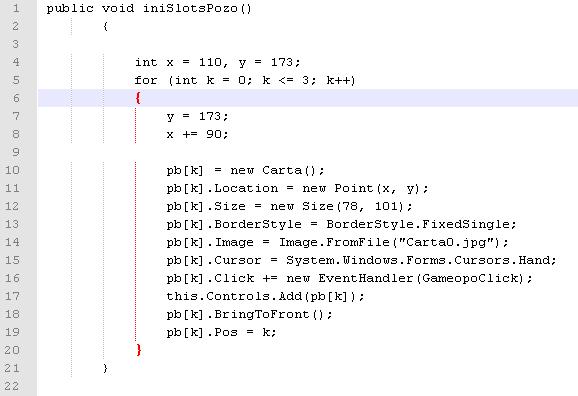 1 public void iniSlotsPozo()
2 {
3
4 int x = 110, y = 173;
5 for (int k = 0; k <= 3; k++)
6 {
7 y = 173;
8 x += 90;
9
10 pb[k] = new Carta();
11 pb[k].Location = new Point(x, y);
12 pb[k].Size = new Size(78, 101);
13 pb[k].BorderStyle = BorderStyle.FixedSingle;
14 pb[k].Image = Image.FromFile("Carta0.jpg");
15 pb[k].Cursor = System.Windows.Forms.Cursors.Hand;
16 pb[k].Click += new EventHandler(GameopoClick);
17 this.Controls.Add(pb[k]);
18 pb[k].BringToFront();
19 pb[k].Pos = k;
20 }
21 }
22